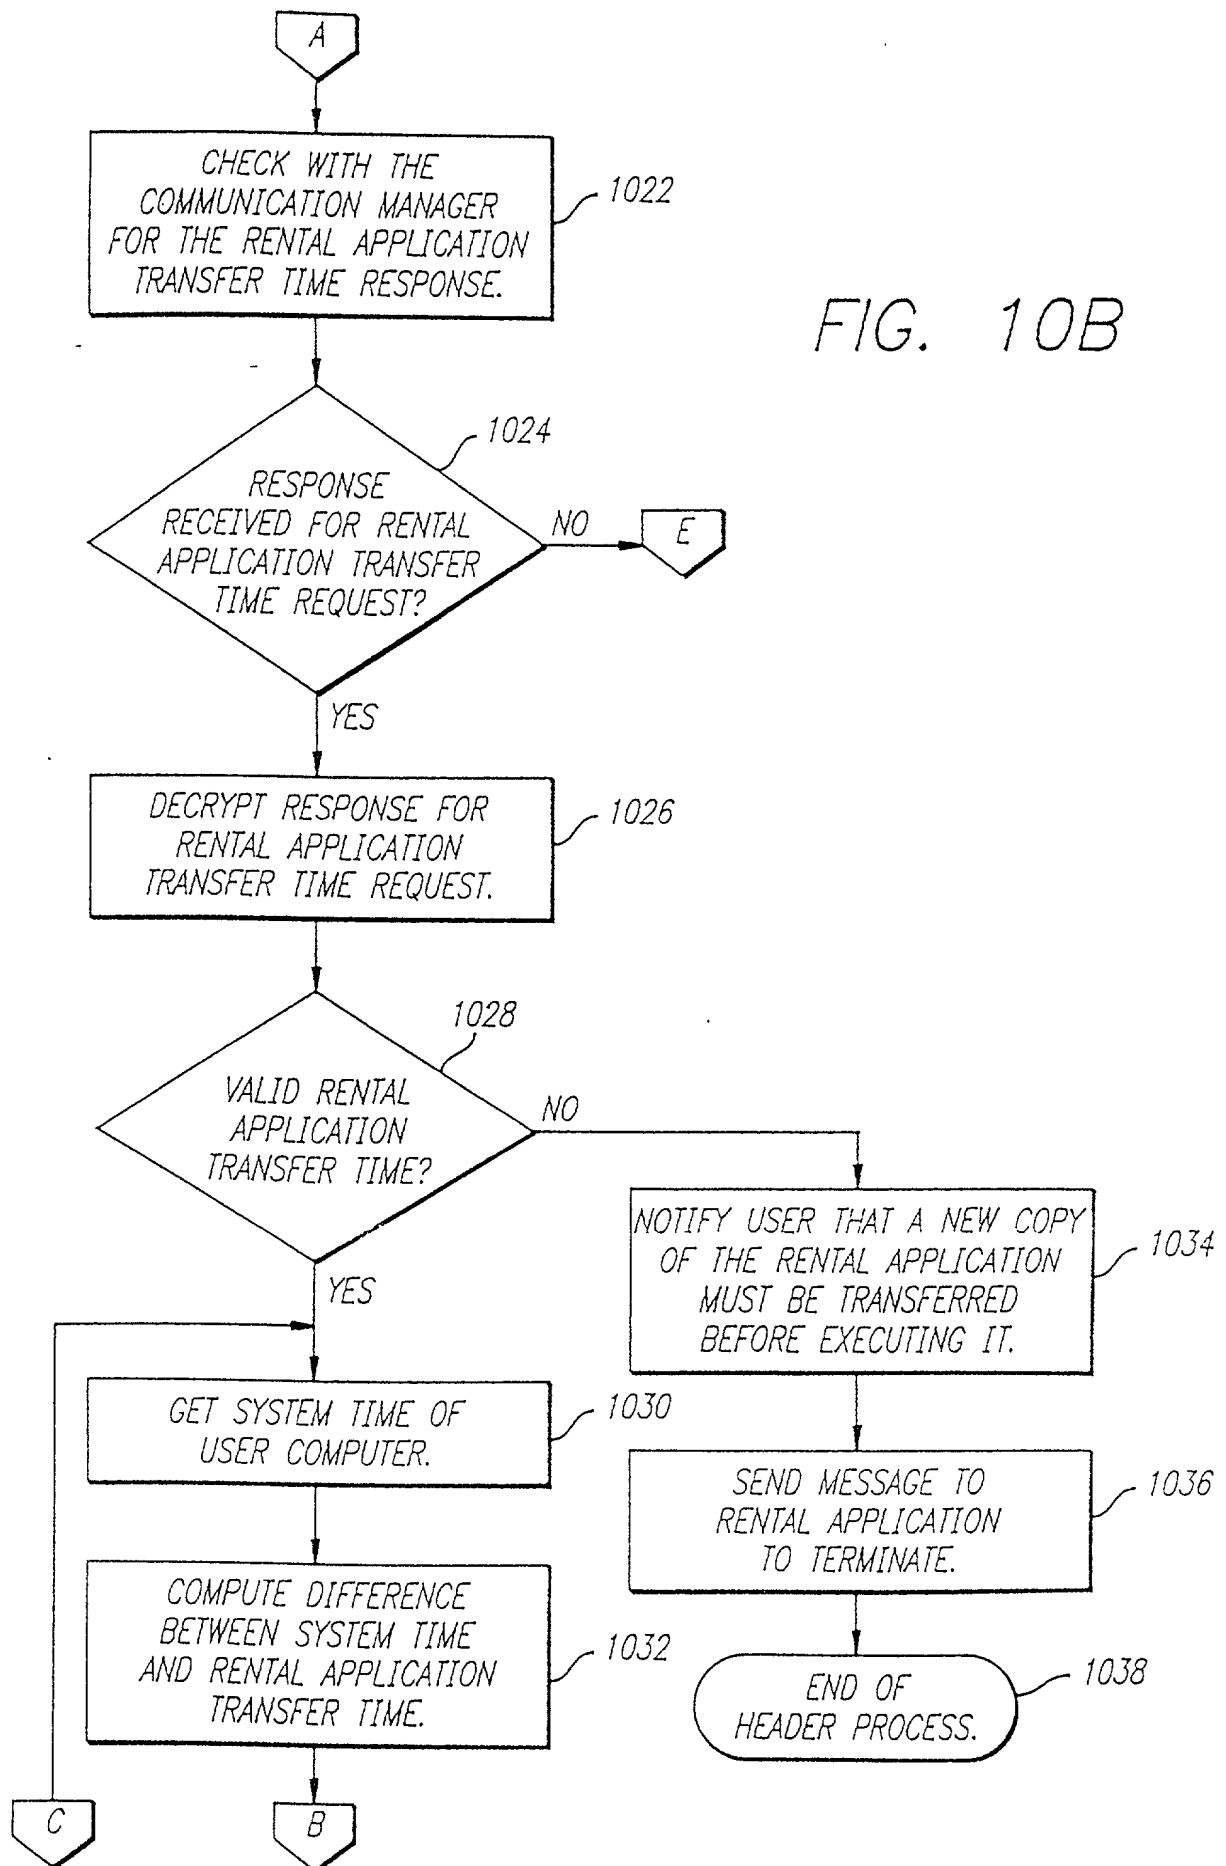 A
CHECK WITH THE
COMMUNICATION MANAGER
FOR THE RENTAL APPLICATION
TRANSFER TIME RESPONSE.
1022
FIG. 10B
1024
RESPONSE
RECEIVED FOR RENTAL
APPLICATION TRANSFER
TIME REQUEST?
NO
E
YES
DECRYPT RESPONSE FOR
RENTAL APPLICATION
TRANSFER TIME REQUEST.
1026
1028
VALID RENTAL
APPLICATION
TRANSFER TIME?
NO
YES
NOTIFY USER THAT A NEW COPY
OF THE RENTAL APPLICATION
MUST BE TRANSFERRED
BEFORE EXECUTING IT.
1034
GET SYSTEM TIME OF
USER COMPUTER.
1030
SEND MESSAGE TO
RENTAL APPLICATION
TO TERMINATE.
1036
COMPUTE DIFFERENCE
BETWEEN SYSTEM TIME
AND RENTAL APPLICATION
TRANSFER TIME.
1032
END OF
HEADER PROCESS.
1038
C
B